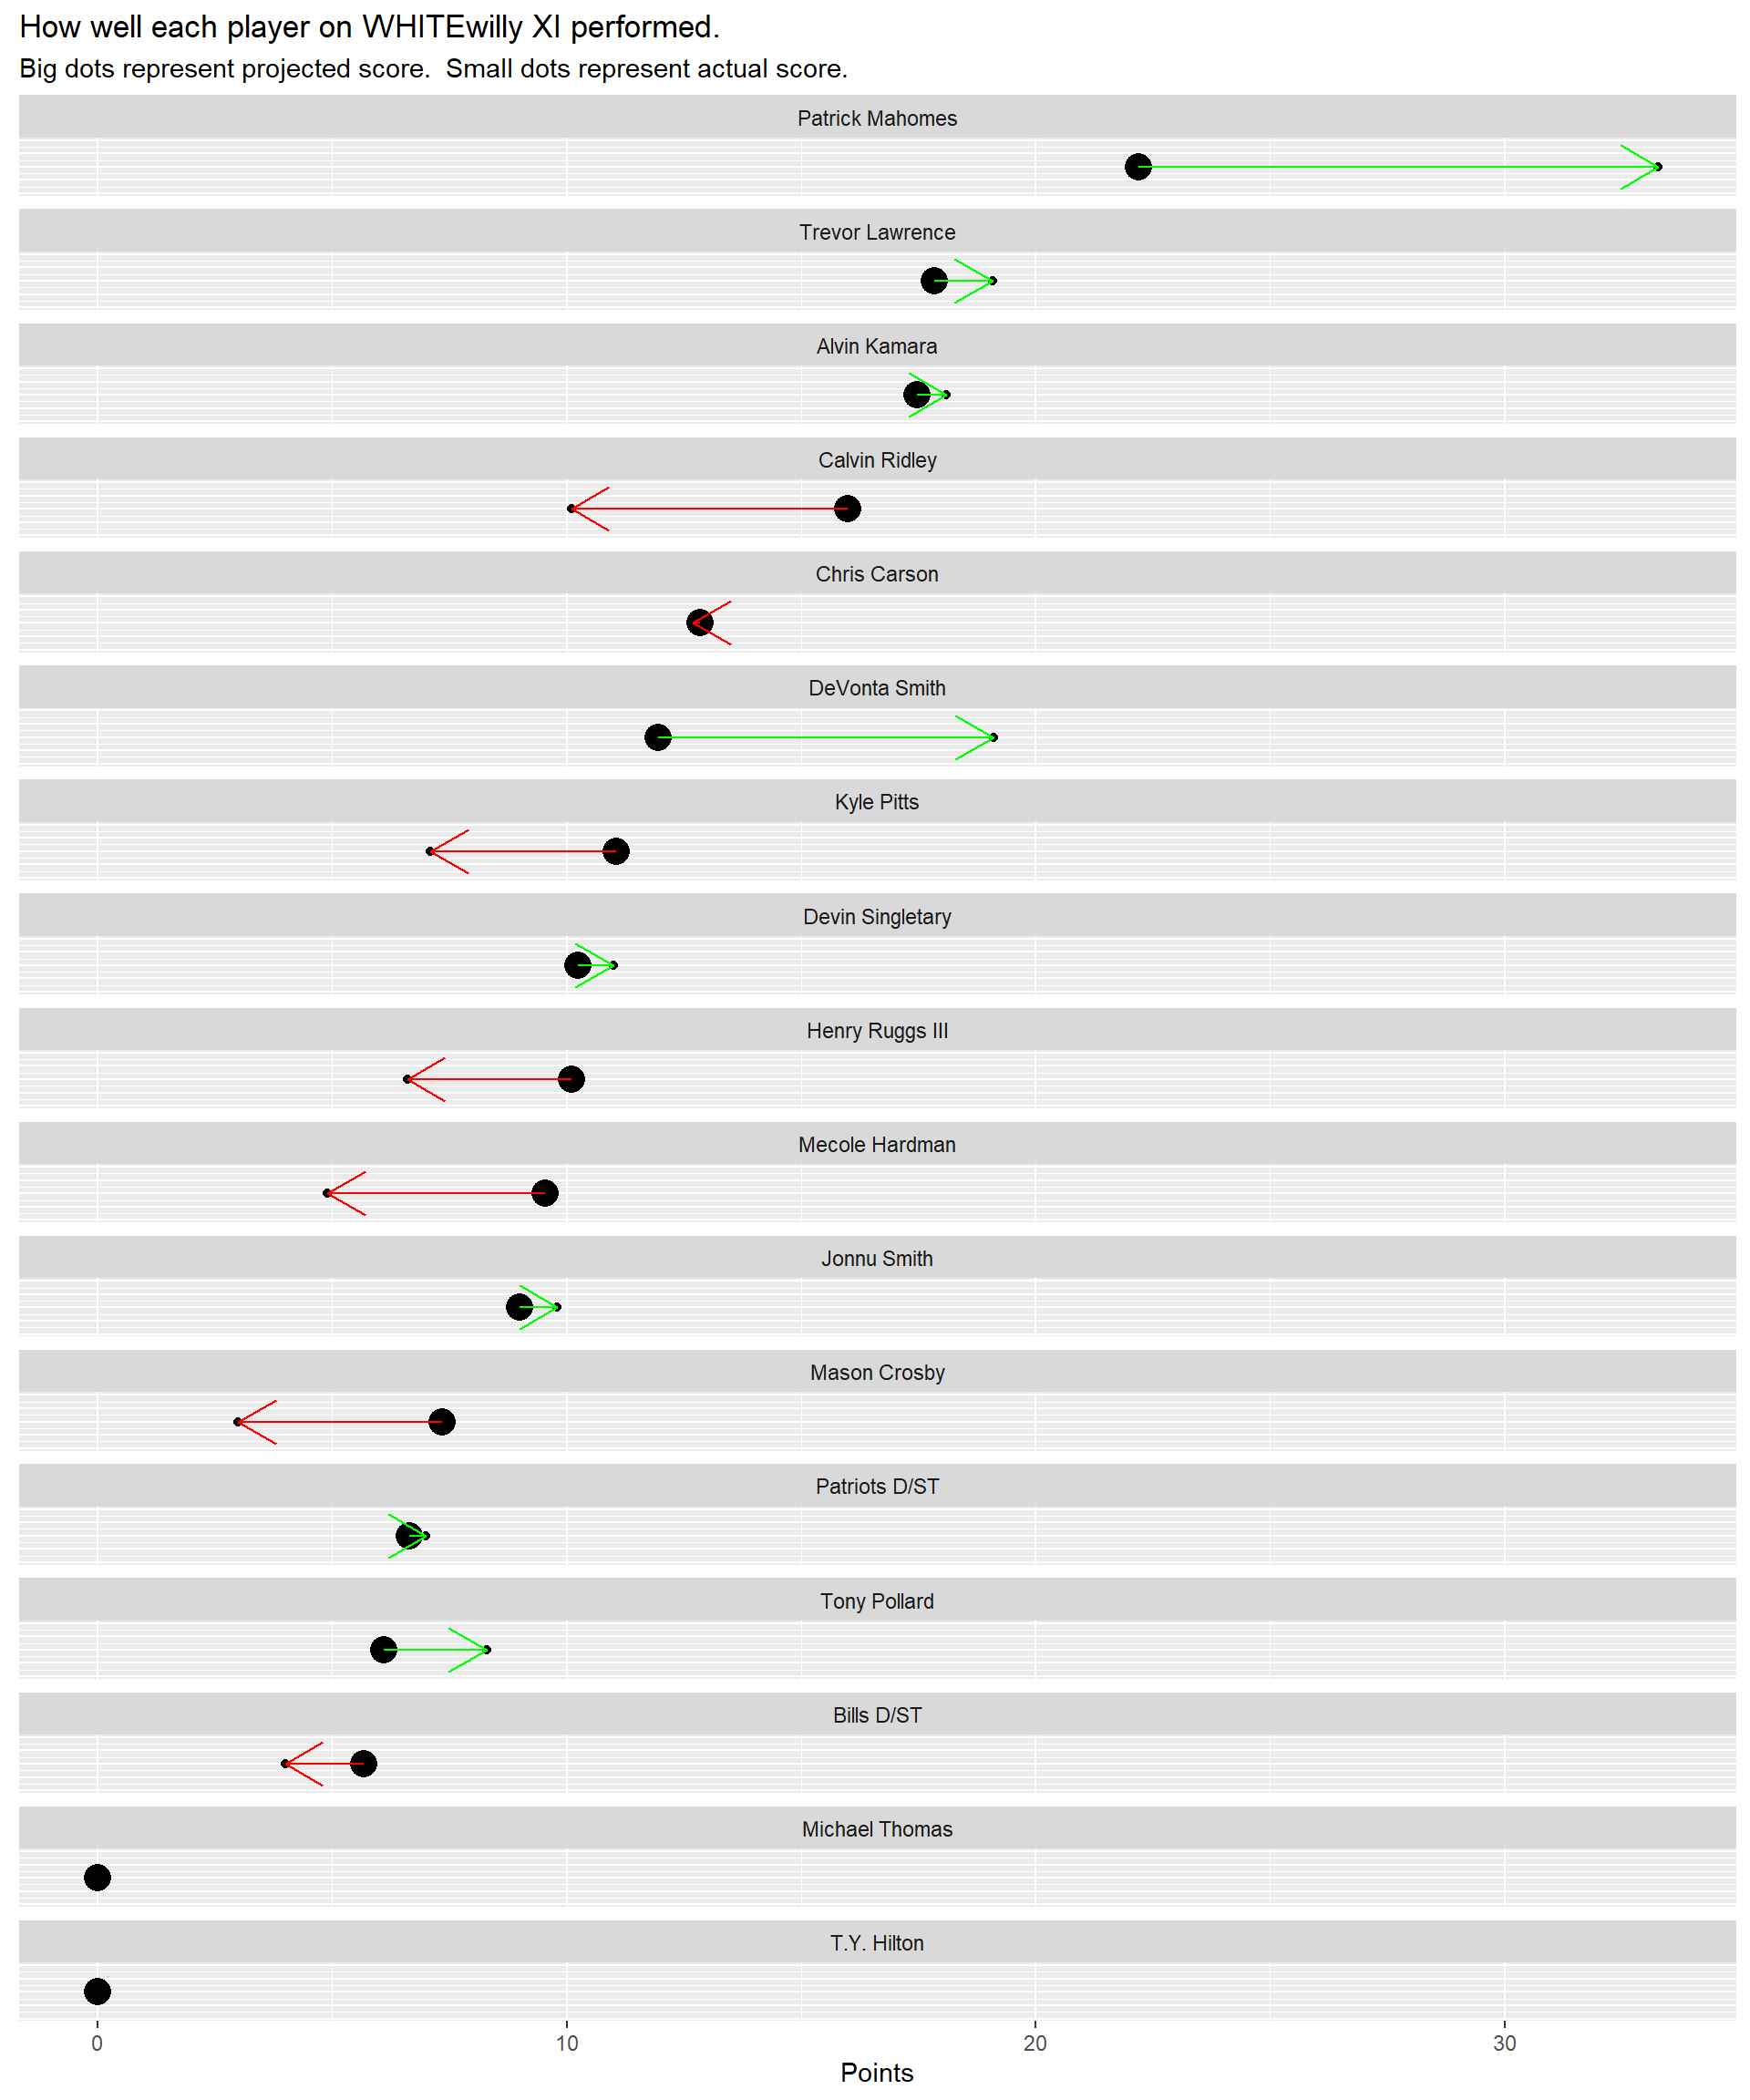 How well each player on WHITEwilly XI performed.
Big dots represent projected score.  Small dots represent actual score.
Patrick Mahomes
Trevor Lawrence
Alvin Kamara
Calvin Ridley
Chris Carson
DeVonta Smith
Kyle Pitts
Devin Singletary
Henry Ruggs III
Mecole Hardman
Jonnu Smith
Mason Crosby
Patriots D/ST
Tony Pollard
Bills D/ST
Michael Thomas
T.Y. Hilton
0 10 20 30
Points